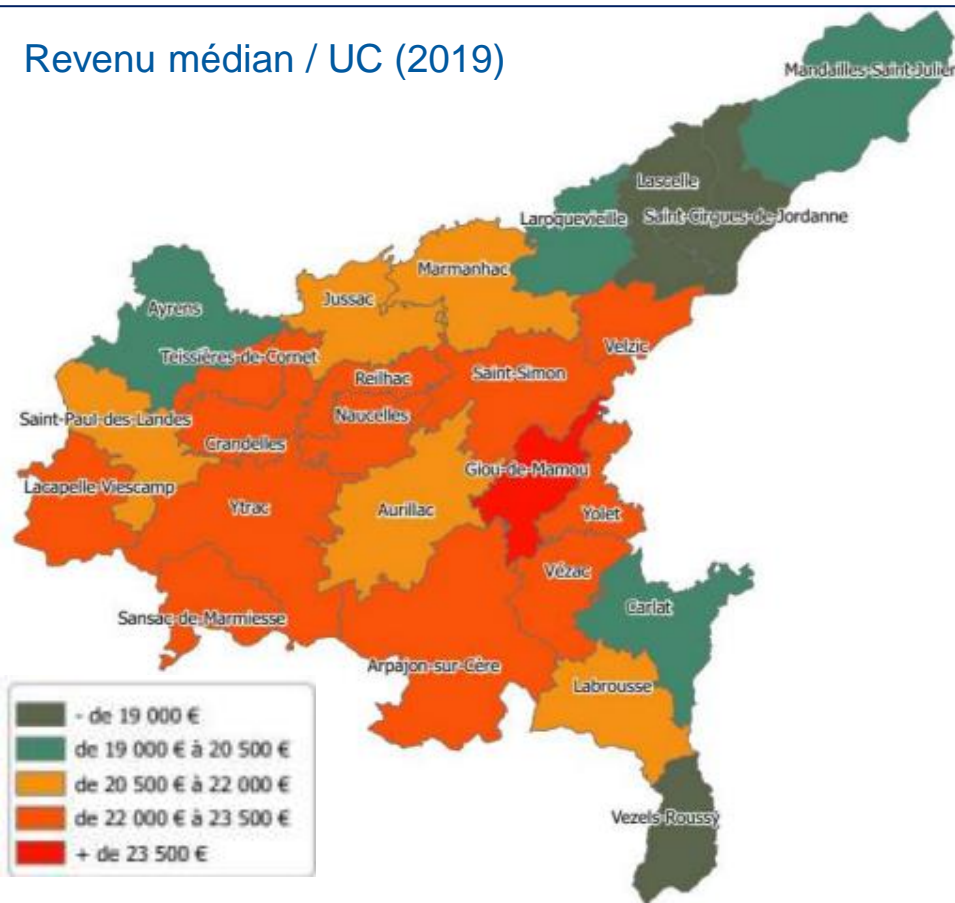 Revenu médian / UC (2019)
Mandailles-Saint-Julien
Lascelle
Saint-Cirgues-de-Jordanne
Laroquevieille
Marmanhac
Jussac
Ayrens
Velzic
Teissières-de-Cornet
Reilhac
Saint-Simon
Naucelles
Saint-Paul-des-Landes
Crandelles
Giou-de-Mamou
Lacapelle-Viescamp
Ytrac
Aurillac
Yolet
Vézac
Carlat
Sansac-de-Marmiesse
Arpajon-sur-Cère
Labrousse
Vezels-Roussy
- de 19 000 €
de 19 000 € à 20 500 €
de 20 500 € à 22 000 €
de 22 000 € à 23 500 €
+ de 23 500 €